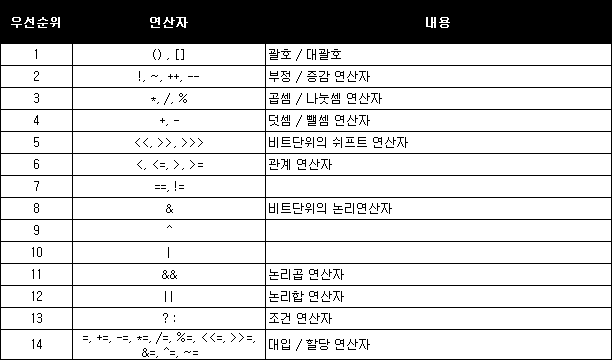 우선순위 연산자 내용
1 () , [] 괄호 / 대괄호
2 !, ~, ++, -- 부정 / 증감 연산자
3 *, /, % 곱셈 / 나눗셈 연산자
4 +, - 덧셈 / 뺄셈 연산자
5 <<, >>, >>> 비트단위의 쉬프트 연산자
6 <, <=, >, >= 관계 연산자
7 ==, !=
8 & 비트단위의 논리연산자
9 ^
10 |
11 && 논리곱 연산자
12 || 논리합 연산자
13 ? : 조건 연산자
14 =, +=, -=, *=, /=, %=, <<=, >>=, 대입 / 할당 연산자
&=, ^=, ~=